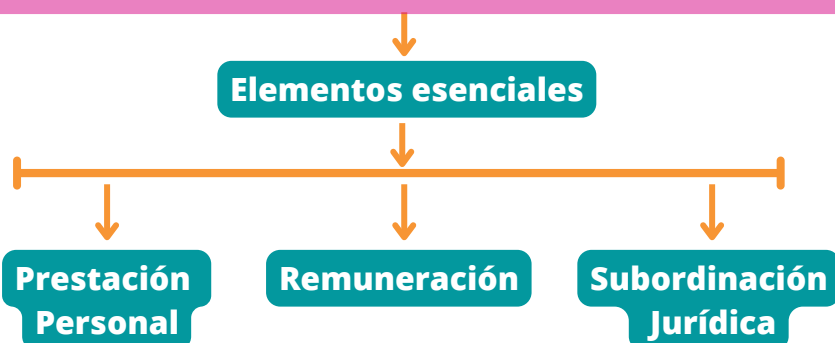 Elementos esenciales
Prestación
Personal
Remuneración
Subordinación
Jurídica